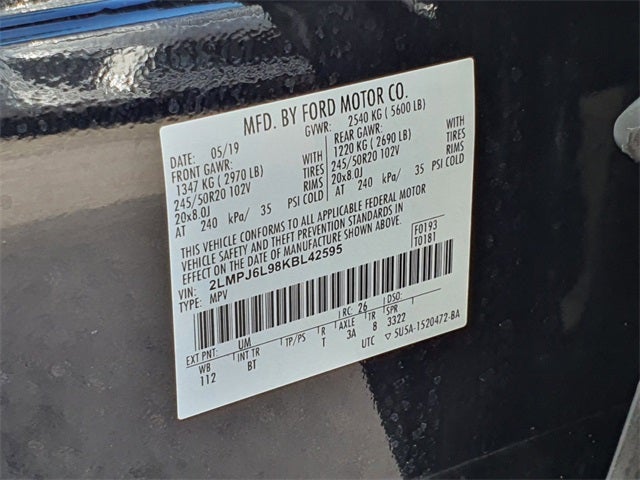 MFD. BY FORD MOTOR CO.
DATE: 05/19 GVWR: 2540 KG ( 5600 LB)
FRONT GAWR: REAR GAWR:
1347 KG ( 2970 LB) WITH 1220 KG ( 2690 LB) WITH
245/50R20 102V TIRES 245/50R20 102V TIRES
20x8.0J RIMS 20x8.0J RIMS
AT 240 kPa/ 35 PSI COLD AT 240 kPa/ 35 PSI COLD
THIS VEHICLE CONFORMS TO ALL APPLICABLE FEDERAL MOTOR
VEHICLE SAFETY AND THEFT PREVENTION STANDARDS IN
EFFECT ON THE DATE OF MANUFACTURE SHOWN ABOVE.
VIN: 2LMPJ6L98KBL42595 F0193
TYPE: MPV T0181
EXT PNT: UM RC: 26 DSO:
WB INT TR TP/PS R AXLE TR SPR
112 BT T 3A 8 3322
UTC ▽ 5U5A-1520472-BA